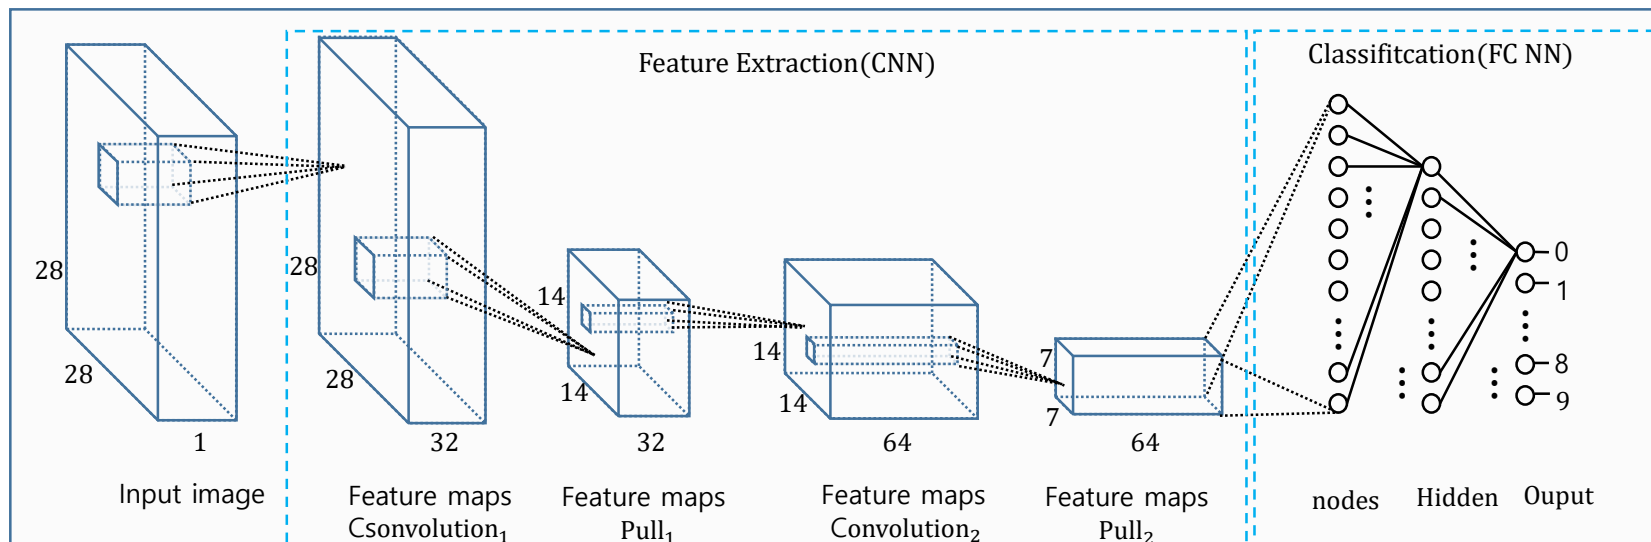 Feature Extraction(CNN)
Classifitcation(FC NN)
28
28
1
28
28
32
14
14
32
14
14
64
7
7
64
0
1
8
9
Input image
Feature maps
Csonvolution₁
Feature maps
Pull₁
Feature maps
Convolution₂
Feature maps
Pull₂
nodes
Hidden
Ouput